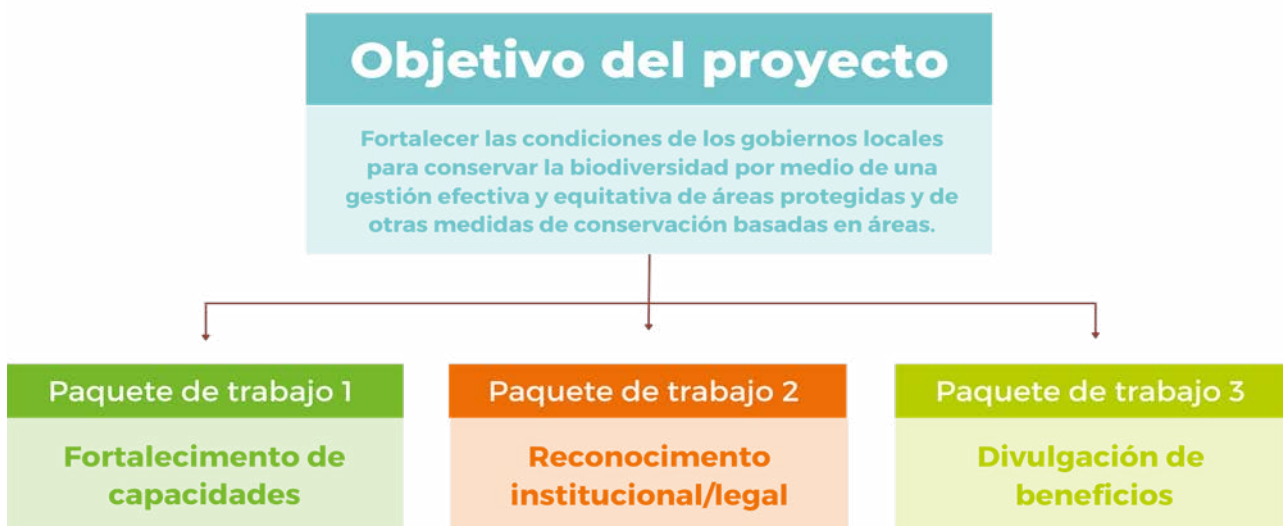 Objetivo del proyecto
Fortalecer las condiciones de los gobiernos locales
para conservar la biodiversidad por medio de una
gestión efectiva y equitativa de áreas protegidas y de
otras medidas de conservación basadas en áreas.
Paquete de trabajo 1
Fortalecimento de
capacidades
Paquete de trabajo 2
Reconocimento
institucional/legal
Paquete de trabajo 3
Divulgación de
beneficios